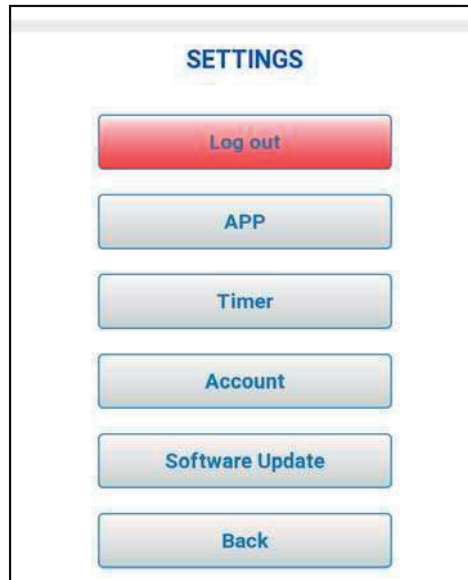 SETTINGS
Log out
APP
Timer
Account
Software Update
Back